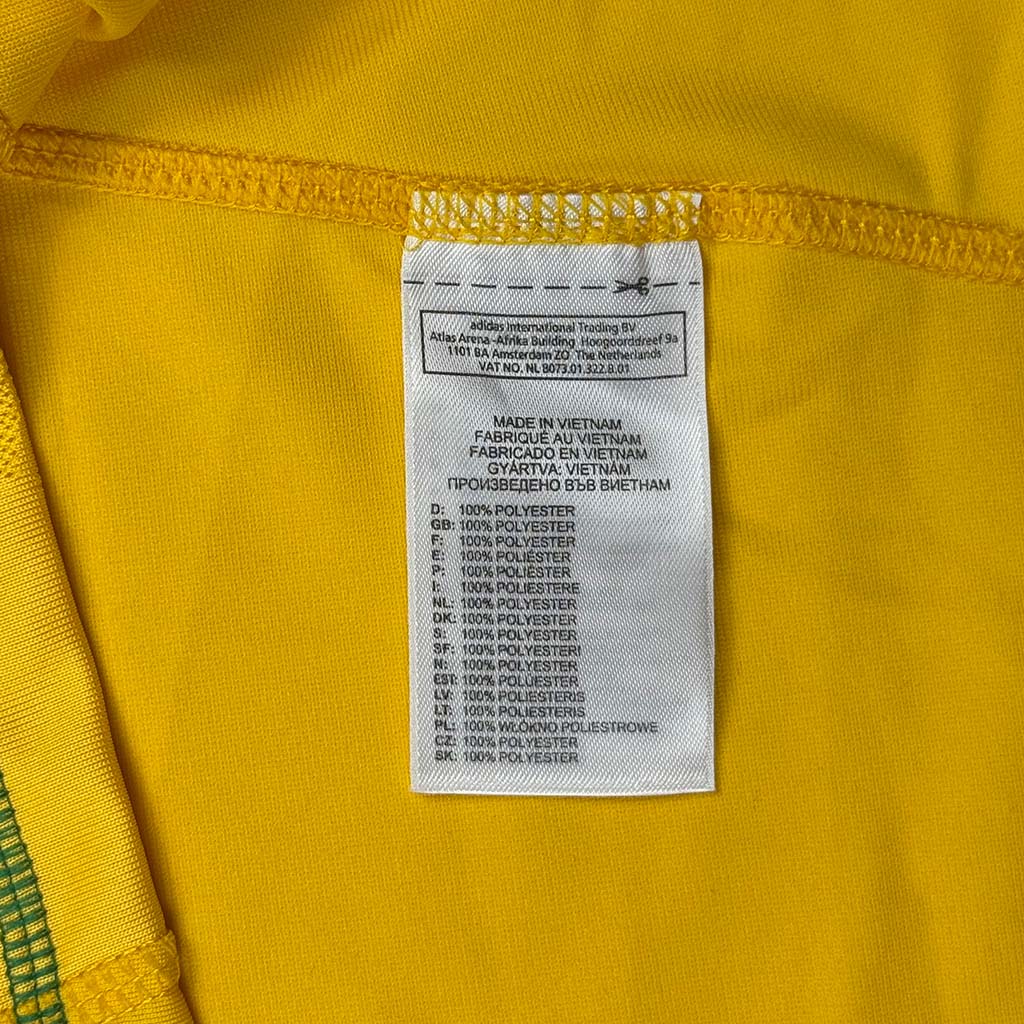 adidas International Trading BV
Atlas Arena -Afrika Building Hoogoorddreef 9a
1101 BA Amsterdam ZO The Netherlands
VAT NO. NL 8073.01.322.B.01
MADE IN VIETNAM
FABRIQUÉ AU VIETNAM
FABRICADO EN VIETNAM
GYÁRTVA: VIETNÁM
ПРОИЗВЕДЕНО ВЪВ ВИЕТНАМ
D: 100% POLYESTER
GB: 100% POLYESTER
F: 100% POLYESTER
E: 100% POLIÉSTER
P: 100% POLIÉSTER
I: 100% POLIESTERE
NL: 100% POLYESTER
DK: 100% POLYESTER
S: 100% POLYESTER
SF: 100% POLYESTERI
N: 100% POLYESTER
EST: 100% POLÜESTER
LV: 100% POLIESTERIS
LT: 100% POLIESTERIS
PL: 100% WŁÓKNO POLIESTROWE
CZ: 100% POLYESTER
SK: 100% POLYESTER